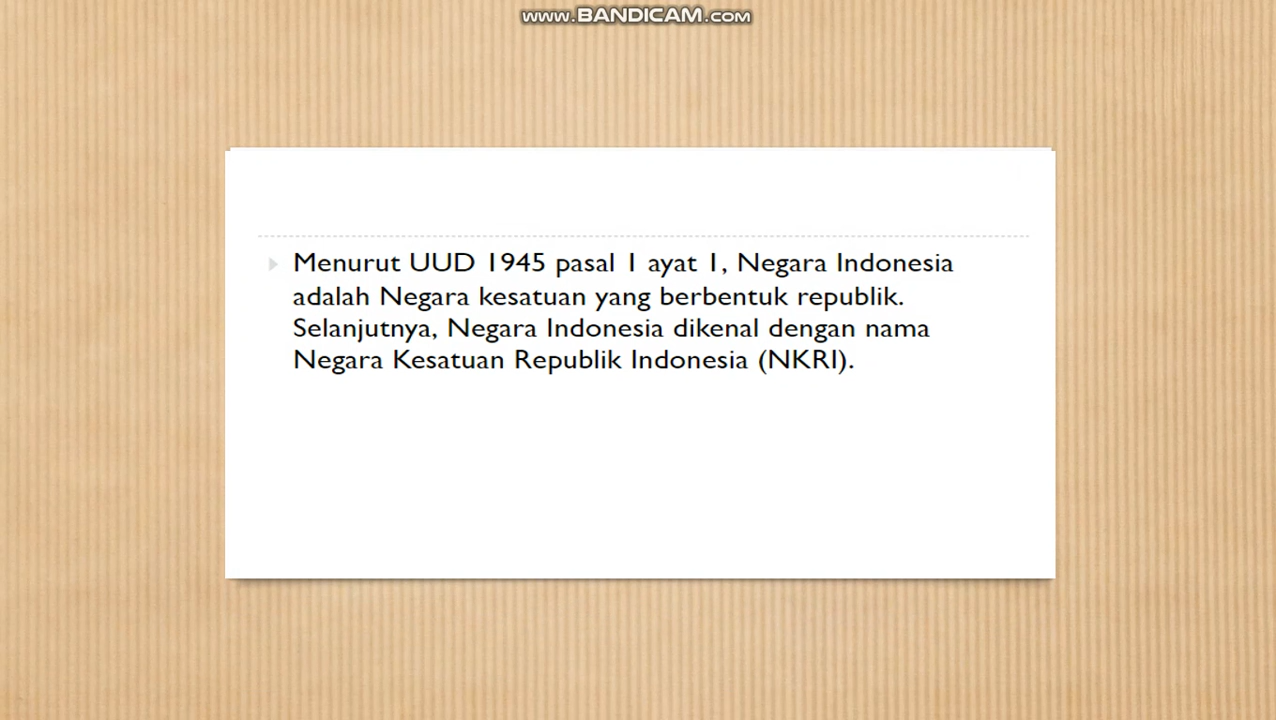 www.BANDICAM.com
Menurut UUD 1945 pasal 1 ayat 1, Negara Indonesia
adalah Negara kesatuan yang berbentuk republik.
Selanjutnya, Negara Indonesia dikenal dengan nama
Negara Kesatuan Republik Indonesia (NKRI).